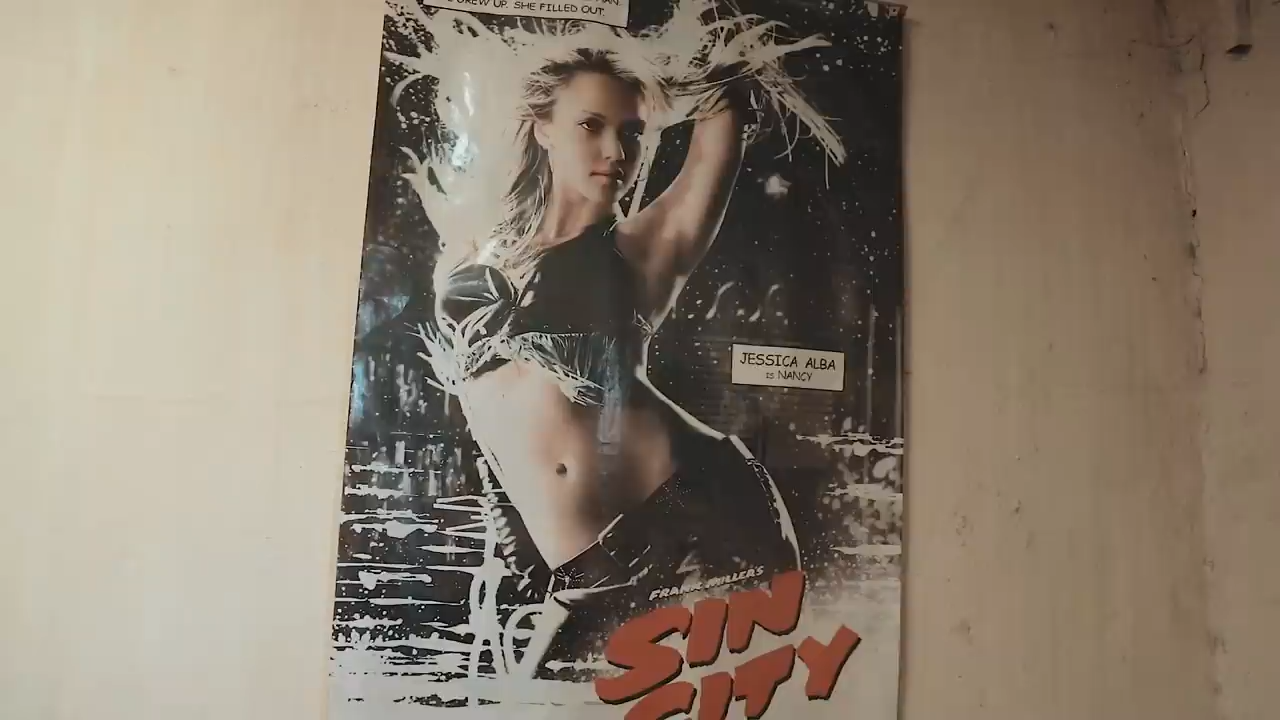 GREW UP. SHE FILLED OUT.
JESSICA ALBA
IS NANCY
FRANK MILLER'S
SIN
CITY